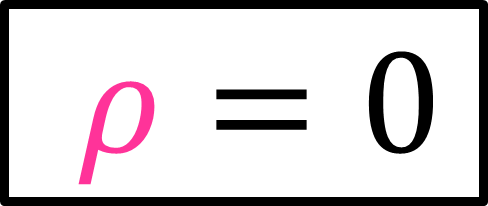 ρ = 0